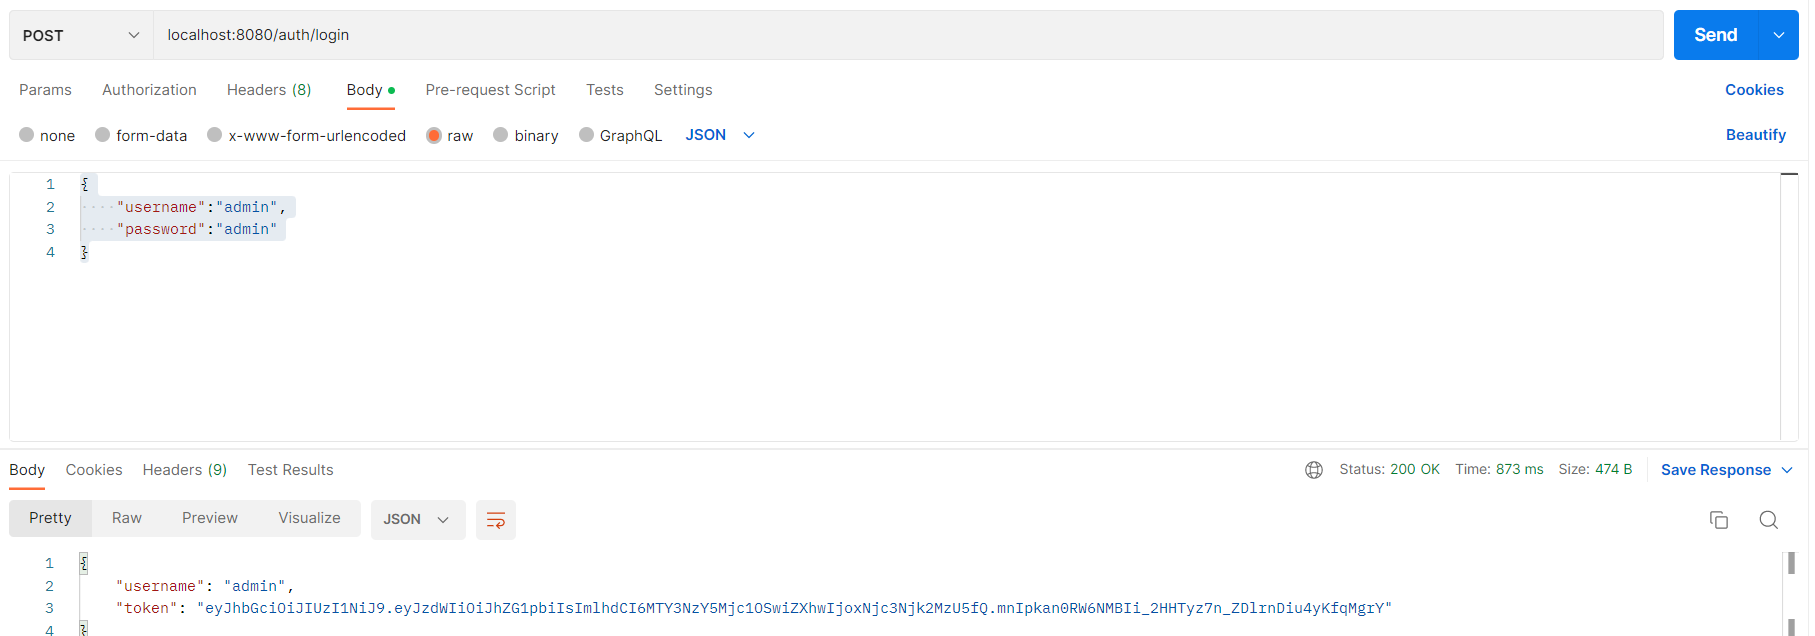 POST localhost:8080/auth/login Send
Params Authorization Headers (8) Body Pre-request Script Tests Settings Cookies
none form-data x-www-form-urlencoded raw binary GraphQL JSON Beautify
1 {
2 "username":"admin",
3 "password":"admin"
4 }
Body Cookies Headers (9) Test Results Status: 200 OK Time: 873 ms Size: 474 B Save Response
Pretty Raw Preview Visualize JSON
1 {
2 "username": "admin",
3 "token": "eyJhbGciOiJIUzI1NiJ9.eyJzdWIiOiJhZG1pbiIsImlhdCI6MTY3NzY5Mjc1OSwiZXhwIjoxNjc3Njk2MzU5fQ.mnIpkan0RW6NMBIi_2HHTyz7n_ZDlrnDiu4yKfqMgrY"
4 }